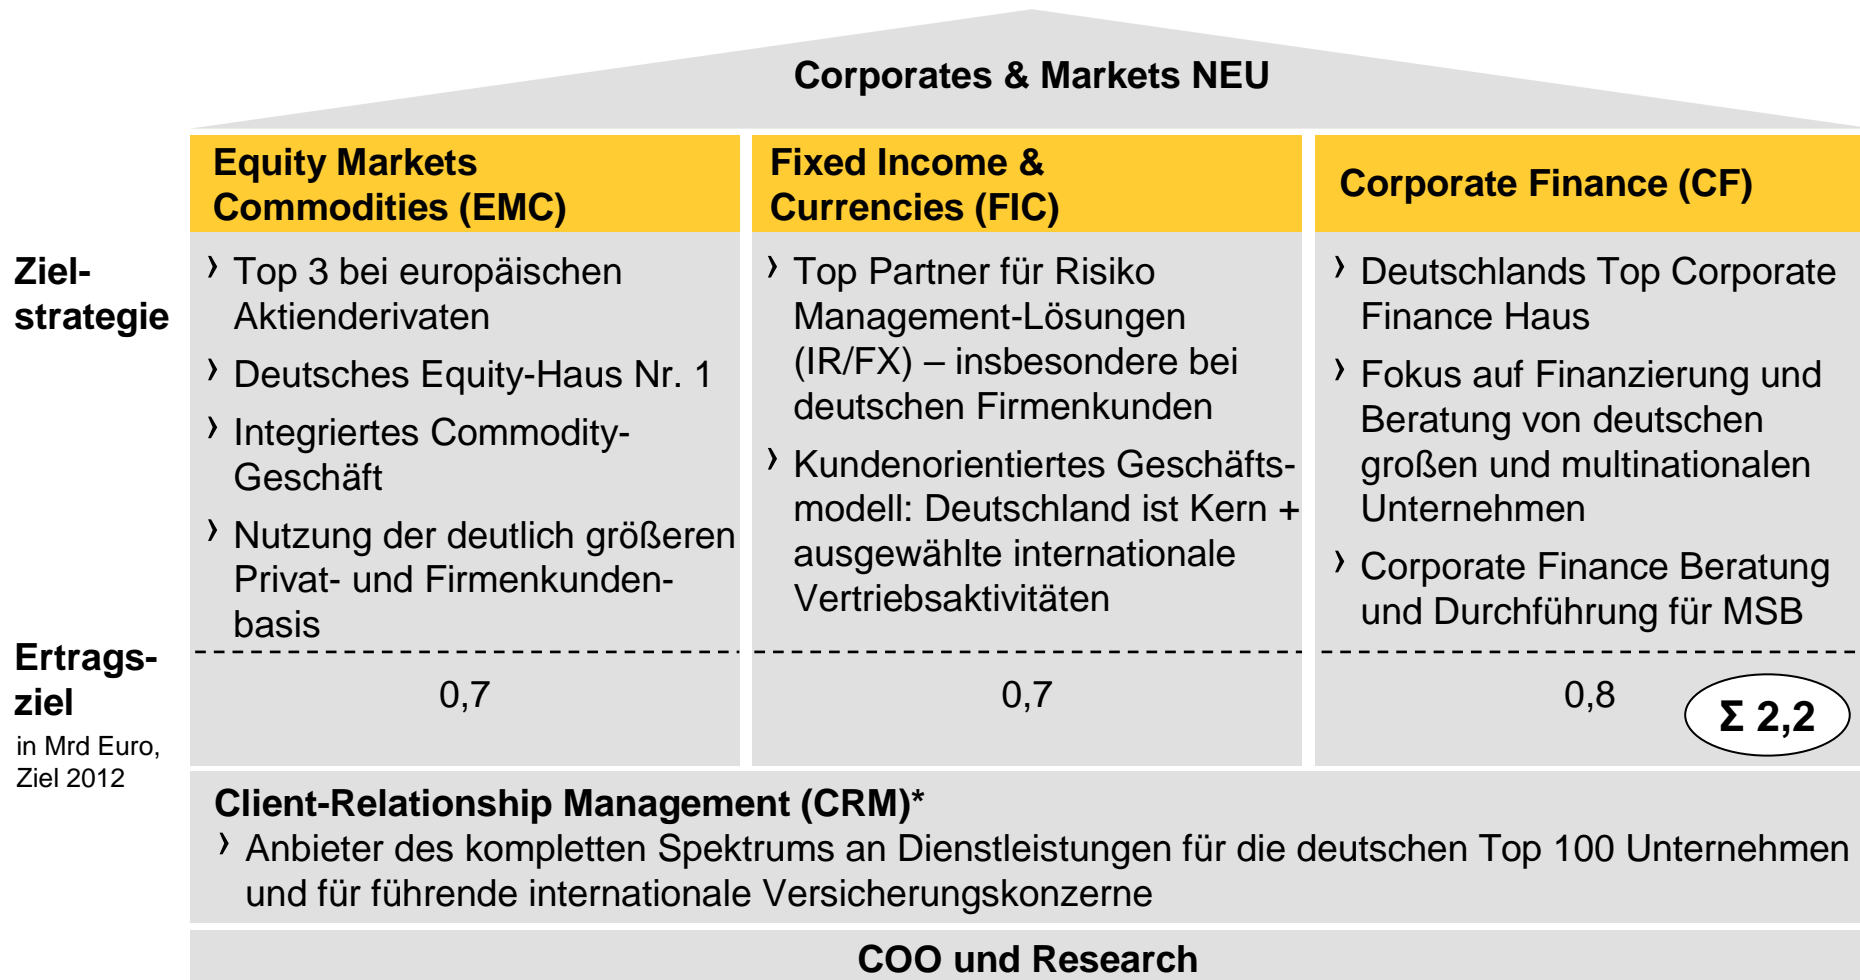 Corporates & Markets NEU
Equity Markets
Commodities (EMC)
Fixed Income &
Currencies (FIC)
Corporate Finance (CF)
Ziel-
strategie
› Top 3 bei europäischen
Aktienderivaten
› Deutsches Equity-Haus Nr. 1
› Integriertes Commodity-
Geschäft
› Nutzung der deutlich größeren
Privat- und Firmenkunden-
basis
› Top Partner für Risiko
Management-Lösungen
(IR/FX) – insbesondere bei
deutschen Firmenkunden
› Kundenorientiertes Geschäfts-
modell: Deutschland ist Kern +
ausgewählte internationale
Vertriebsaktivitäten
› Deutschlands Top Corporate
Finance Haus
› Fokus auf Finanzierung und
Beratung von deutschen
großen und multinationalen
Unternehmen
› Corporate Finance Beratung
und Durchführung für MSB
Ertrags-
ziel
in Mrd Euro,
Ziel 2012
0,7
0,7
0,8
Σ 2,2
Client-Relationship Management (CRM)*
› Anbieter des kompletten Spektrums an Dienstleistungen für die deutschen Top 100 Unternehmen
und für führende internationale Versicherungskonzerne
COO und Research